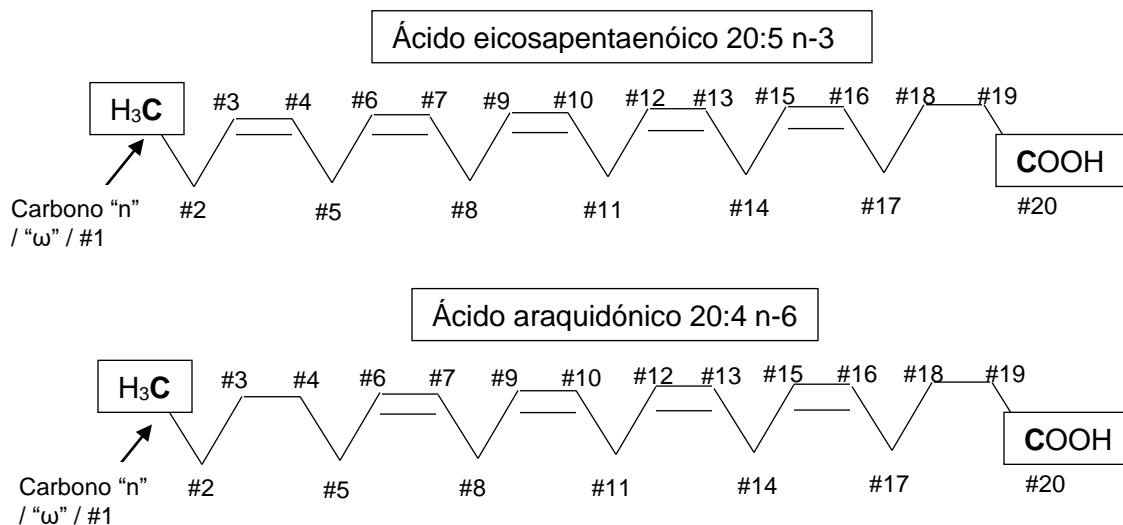 Ácido eicosapentaenóico 20:5 n-3
H₃C #3 #4 #6 #7 #9 #10 #12 #13 #15 #16 #18 #19
COOH
Carbono “n”
/ “ω” / #1
#2 #5 #8 #11 #14 #17 #20
Ácido araquidónico 20:4 n-6
H₃C #3 #4 #6 #7 #9 #10 #12 #13 #15 #16 #18 #19
COOH
Carbono “n”
/ “ω” / #1
#2 #5 #8 #11 #14 #17 #20